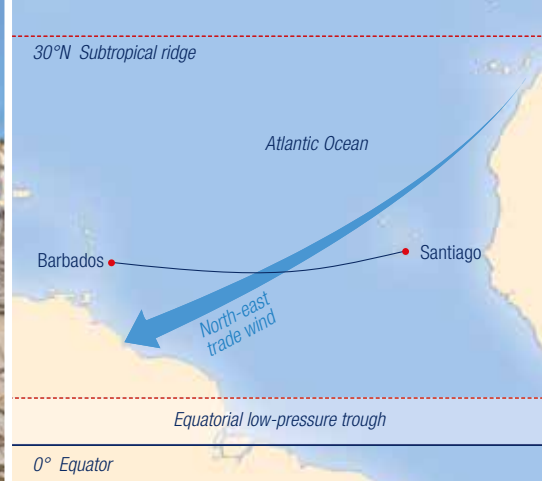 30°N Subtropical ridge
Atlantic Ocean
Barbados
Santiago
North-east
trade wind
Equatorial low-pressure trough
0° Equator